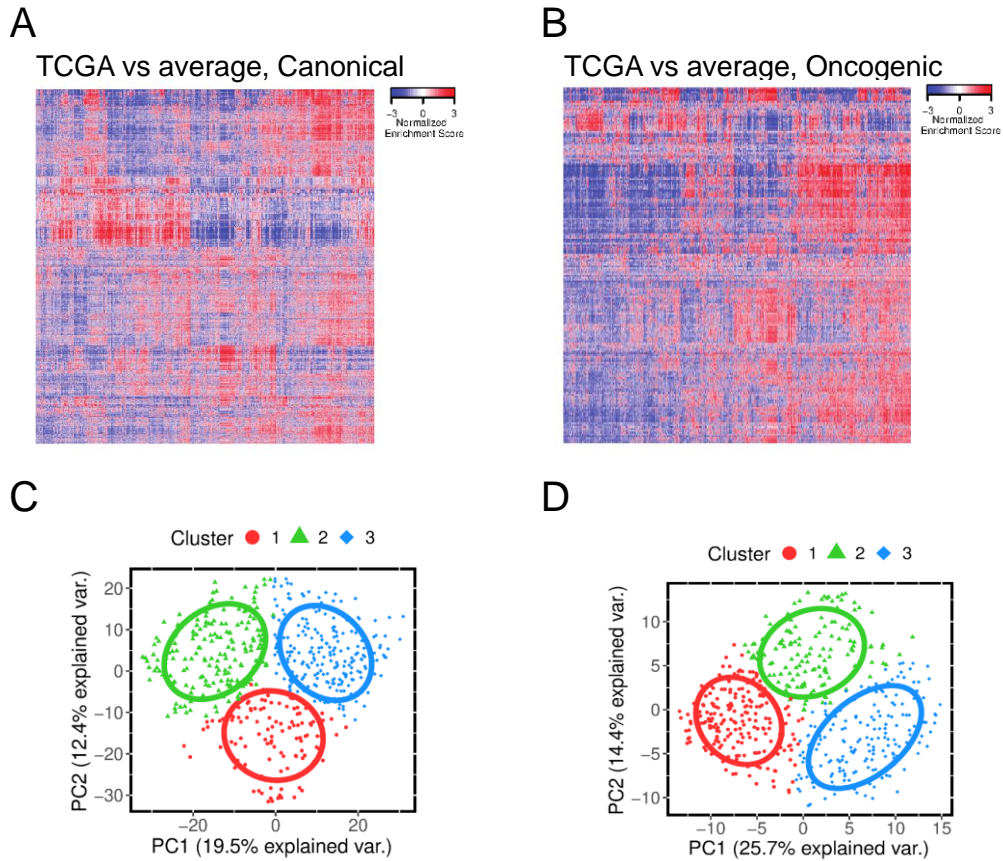 A
TCGA vs average, Canonical
−3 0 3
Normalized
Enrichment Score
B
TCGA vs average, Oncogenic
−3 0 3
Normalized
Enrichment Score
C
Cluster 1 2 3
PC2 (12.4% explained var.)
20
10
0
−10
−20
−30
−20 0 20
PC1 (19.5% explained var.)
D
Cluster 1 2 3
PC2 (14.4% explained var.)
10
5
0
−5
−10
−10 −5 0 5 10 15
PC1 (25.7% explained var.)